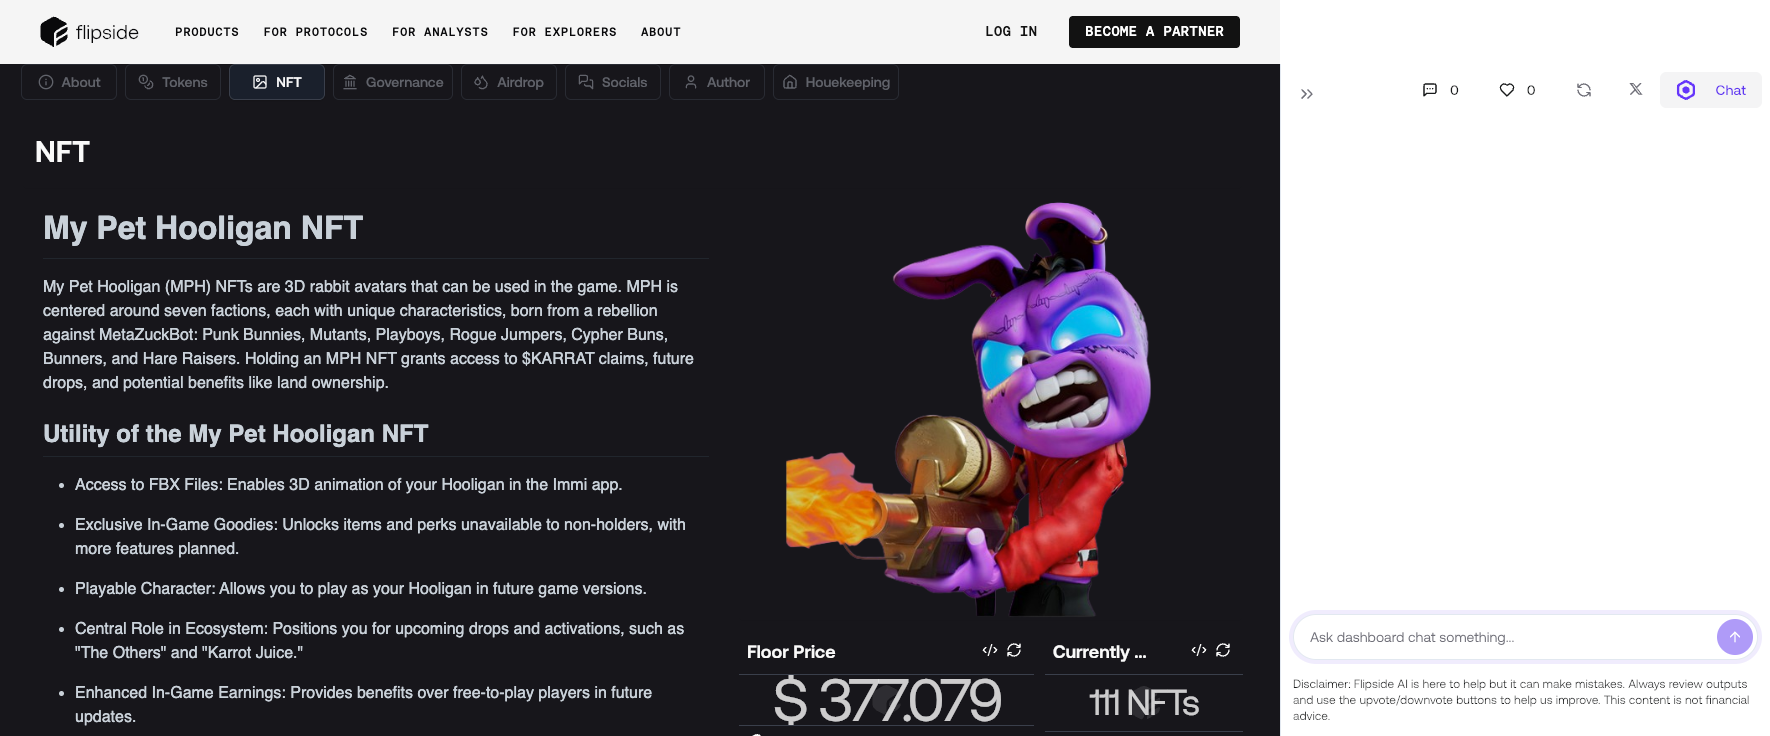 flipside
PRODUCTS
FOR PROTOCOLS
FOR ANALYSTS
FOR EXPLORERS
ABOUT
LOG IN
BECOME A PARTNER
About
Tokens
NFT
Governance
Airdrop
Socials
Author
Houekeeping
0
0
Chat
NFT
My Pet Hooligan NFT
My Pet Hooligan (MPH) NFTs are 3D rabbit avatars that can be used in the game. MPH is
centered around seven factions, each with unique characteristics, born from a rebellion
against MetaZuckBot: Punk Bunnies, Mutants, Playboys, Rogue Jumpers, Cypher Buns,
Bunners, and Hare Raisers. Holding an MPH NFT grants access to $KARRAT claims, future
drops, and potential benefits like land ownership.
Utility of the My Pet Hooligan NFT
• Access to FBX Files: Enables 3D animation of your Hooligan in the Immi app.
• Exclusive In-Game Goodies: Unlocks items and perks unavailable to non-holders, with
more features planned.
• Playable Character: Allows you to play as your Hooligan in future game versions.
• Central Role in Ecosystem: Positions you for upcoming drops and activations, such as
"The Others" and "Karrot Juice."
• Enhanced In-Game Earnings: Provides benefits over free-to-play players in future
updates.
Floor Price
$ 377.079
Currently ...
111 NFTs
Ask dashboard chat something...
Disclaimer: Flipside AI is here to help but it can make mistakes. Always review outputs
and use the upvote/downvote buttons to help us improve. This content is not financial
advice.